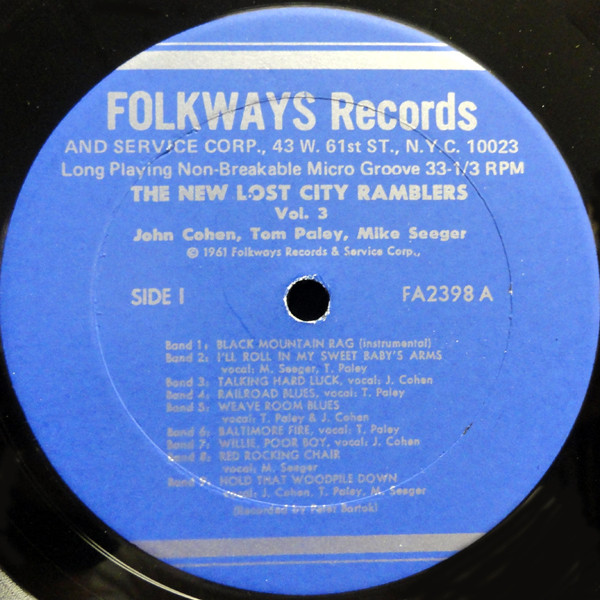 FOLKWAYS Records
AND SERVICE CORP., 43 W. 61st ST., N.Y.C. 10023
Long Playing Non-Breakable Micro Groove 33-1/3 RPM
THE NEW LOST CITY RAMBLERS
Vol. 3
John Cohen, Tom Paley, Mike Seeger
© 1961 Folkways Records & Service Corp.,
SIDE I FA2398 A
Band 1: BLACK MOUNTAIN RAG (instrumental)
Band 2: I'LL ROLL IN MY SWEET BABY'S ARMS
vocal: M. Seeger, T. Paley
Band 3: TALKING HARD LUCK, vocal: J. Cohen
Band 4: RAILROAD BLUES, vocal: T. Paley
Band 5: WEAVE ROOM BLUES
vocal: T. Paley & J. Cohen
Band 6: BALTIMORE FIRE, vocal: T. Paley
Band 7: WILLIE, POOR BOY, vocal: J. Cohen
Band 8: RED ROCKING CHAIR
vocal: M. Seeger
Band 9: HOLD THAT WOODPILE DOWN
vocal: J. Cohen, T. Paley, M. Seeger
(Recorded by Peter Bartok)